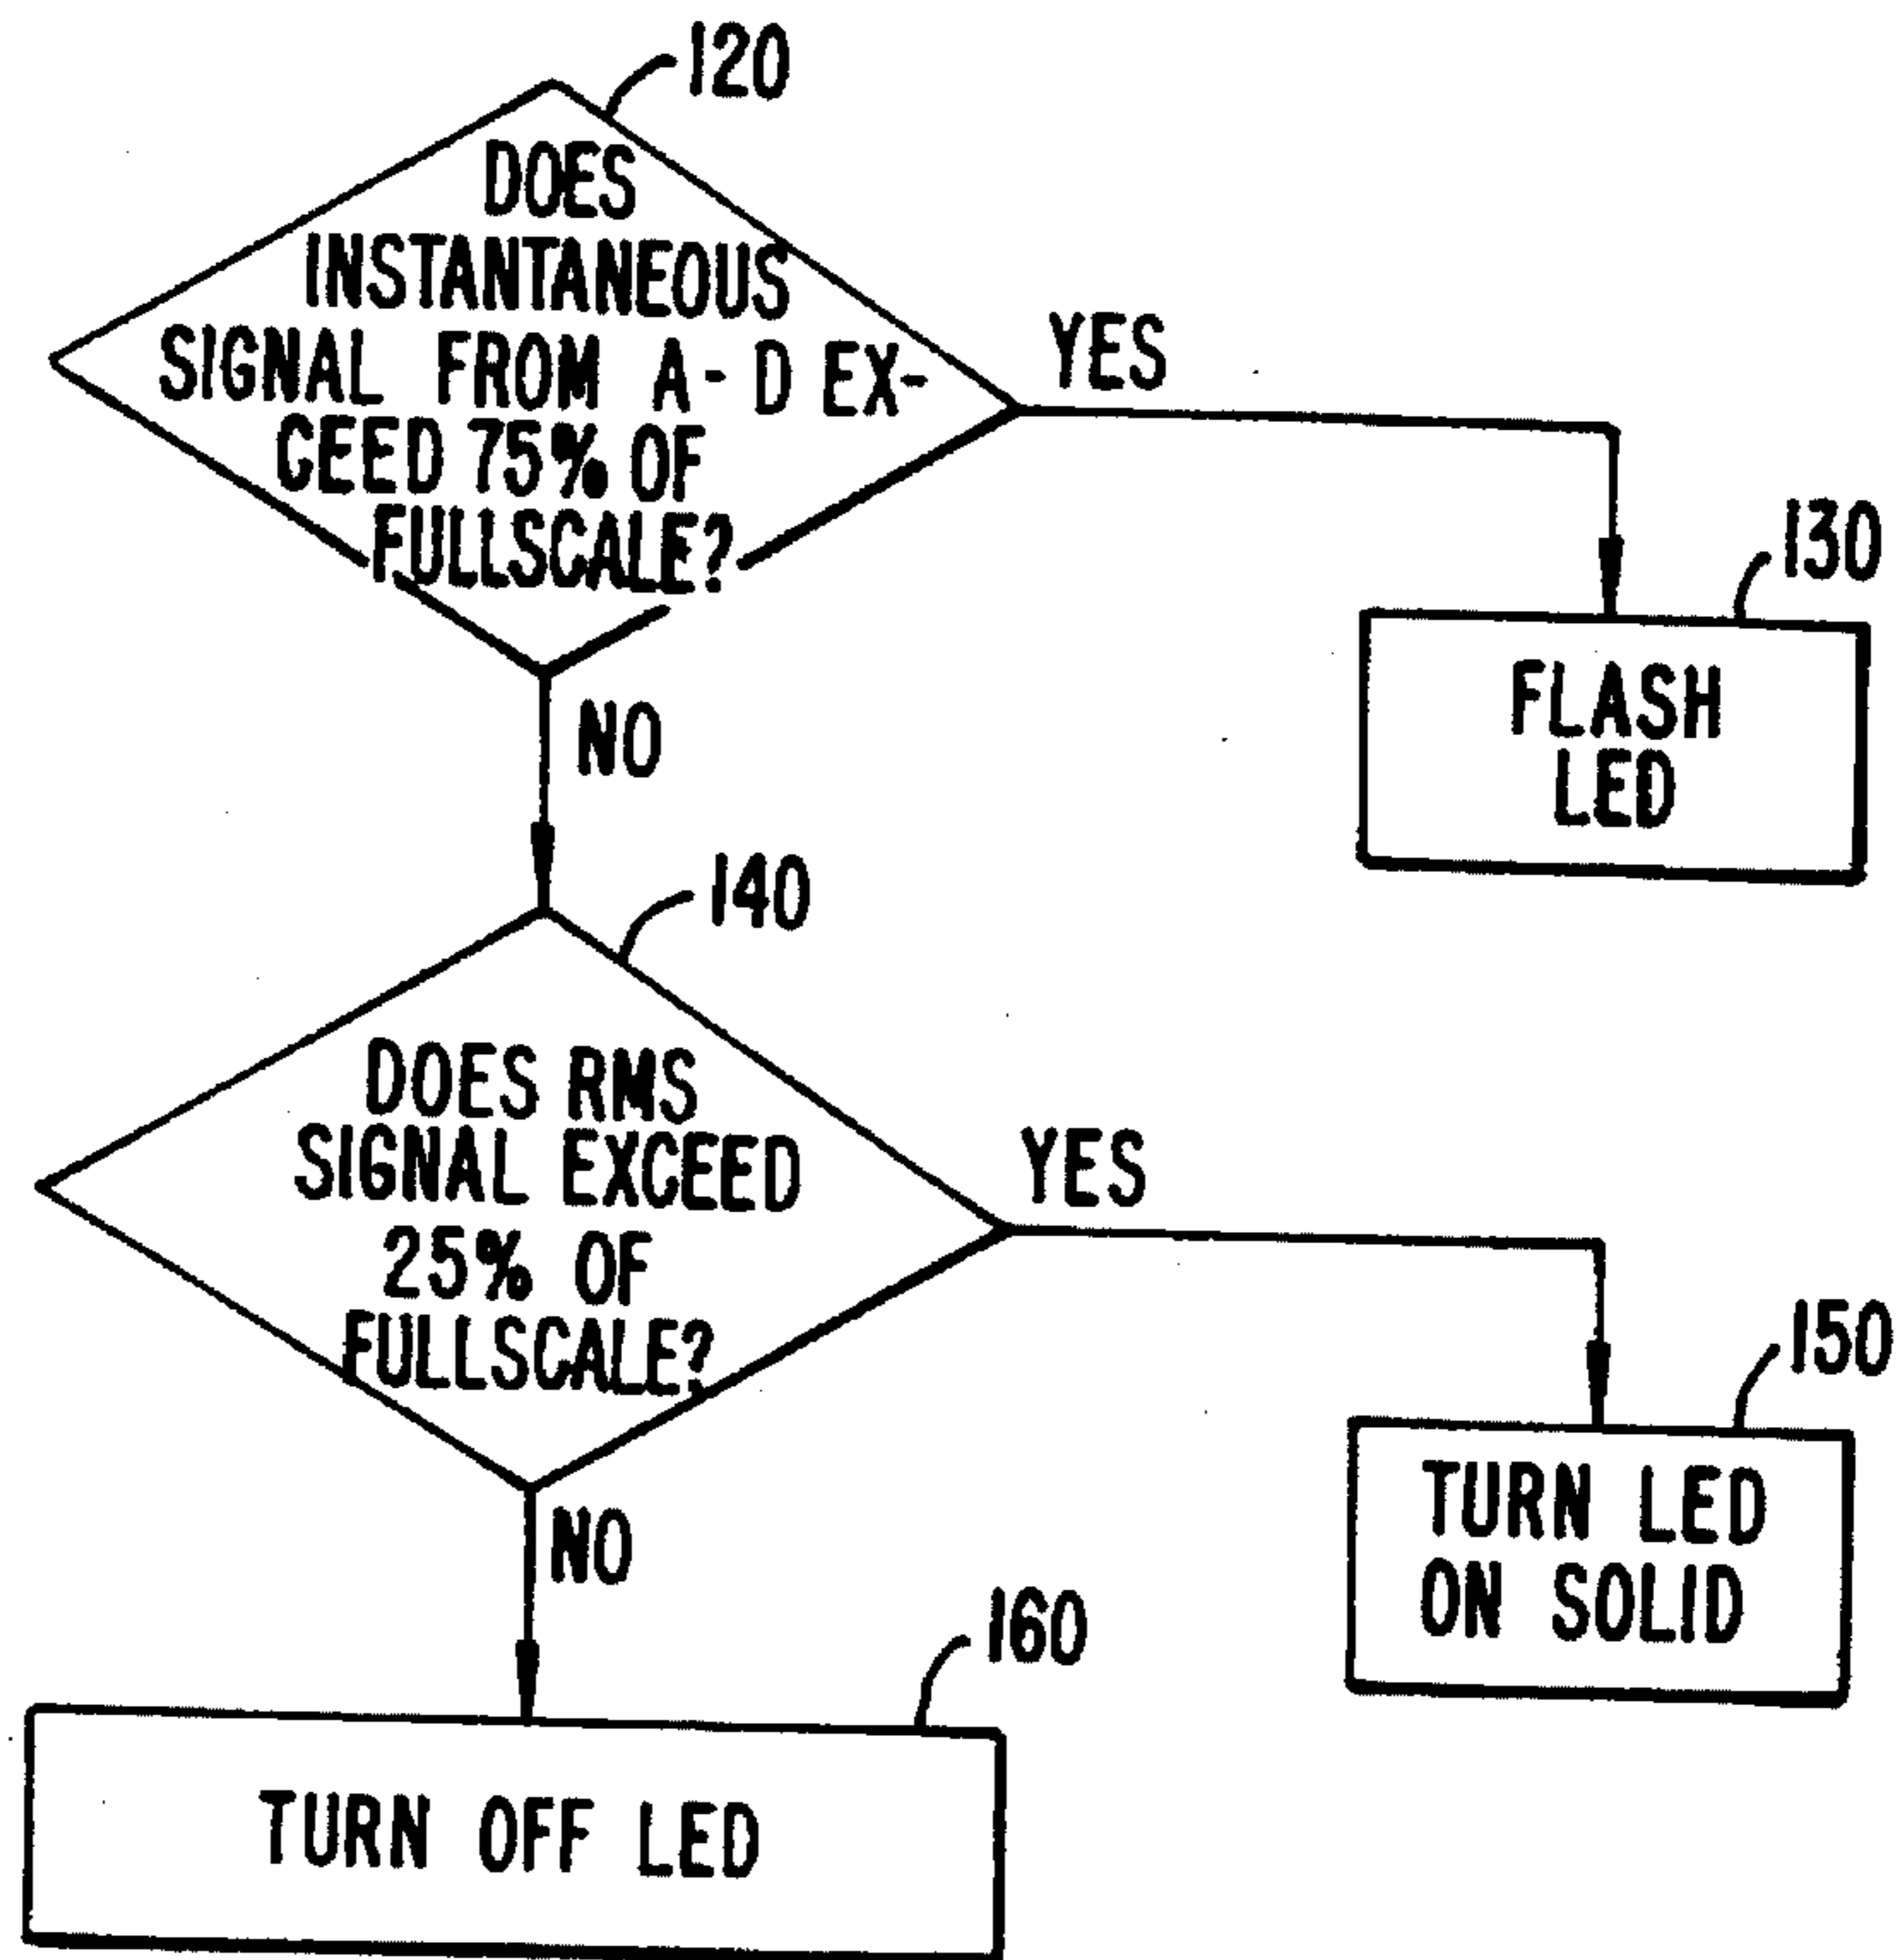 120
DOES
INSTANTANEOUS
SIGNAL FROM A - D EX-
CEED 75% OF
FULLSCALE?
YES
130
FLASH
LED
NO
140
DOES RMS
SIGNAL EXCEED
25% OF
FULLSCALE?
YES
150
TURN LED
ON SOLID
NO
160
TURN OFF LED